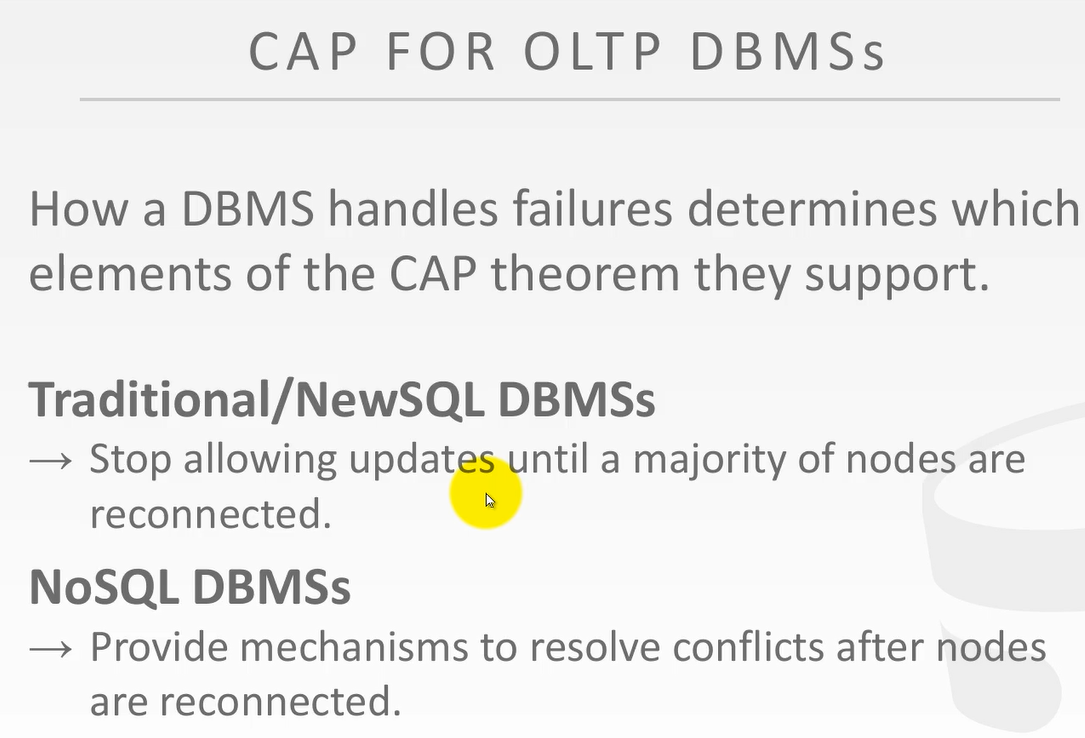 CAP FOR OLTP DBMSs
How a DBMS handles failures determines which
elements of the CAP theorem they support.
Traditional/NewSQL DBMSs
→ Stop allowing updates until a majority of nodes are
reconnected.
NoSQL DBMSs
→ Provide mechanisms to resolve conflicts after nodes
are reconnected.